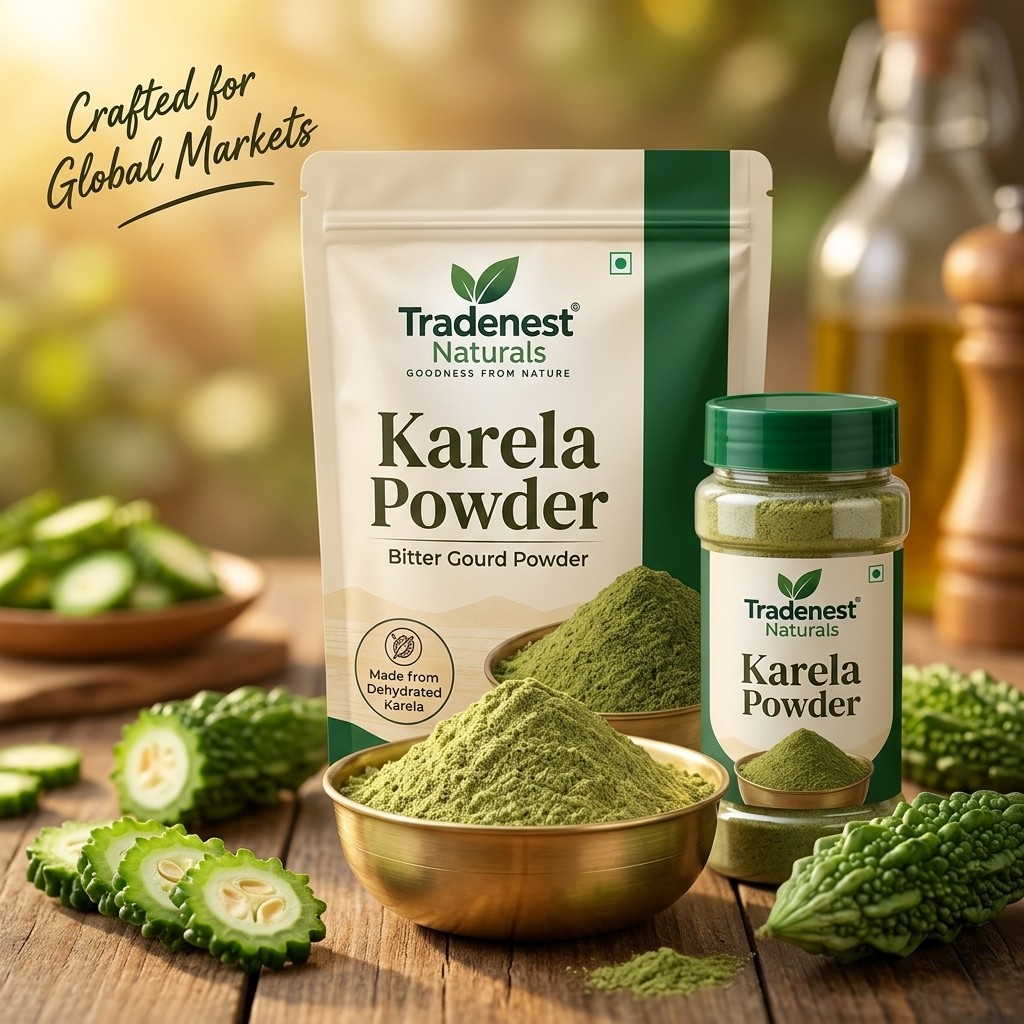 Crafted for
Global Markets
Tradenest
Naturals
GOODNESS FROM NATURE
Karela
Powder
Bitter Gourd Powder
Made from
Dehydrated
Karela
Tradenest
Naturals
Karela
Powder